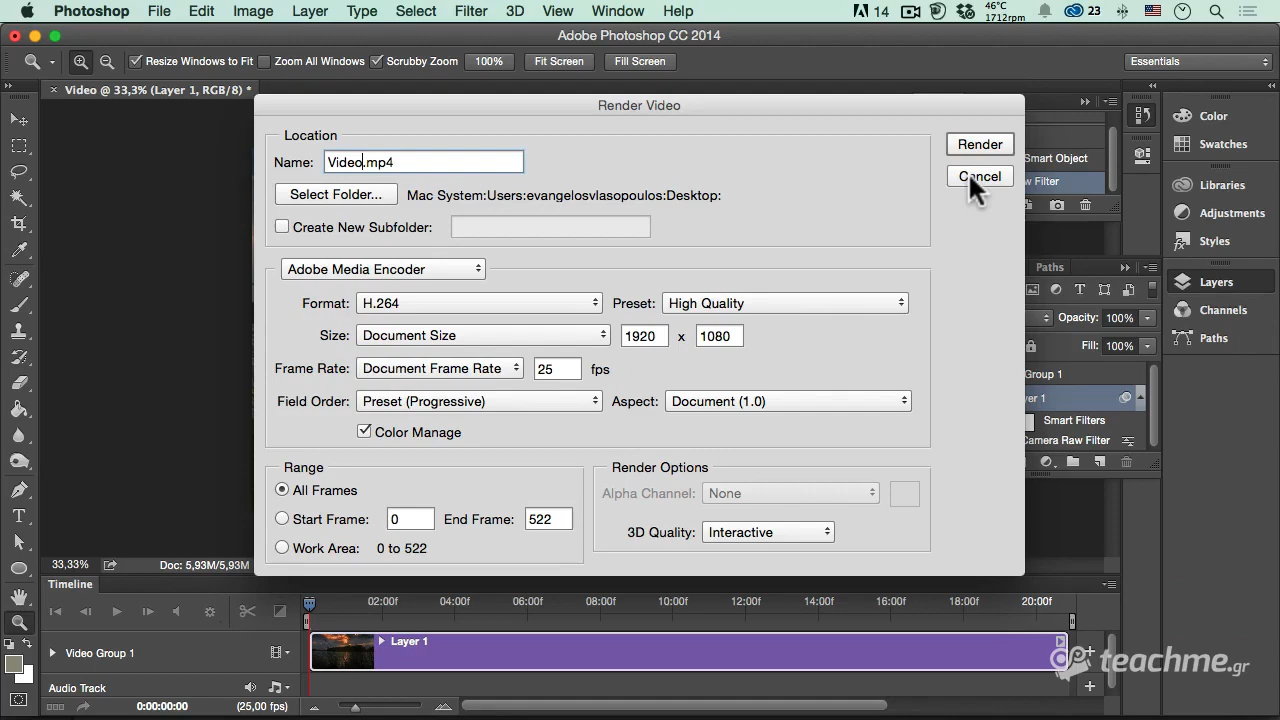 Photoshop File Edit Image Layer Type Select Filter 3D View Window Help 14 46°C 1712rpm 23
Adobe Photoshop CC 2014
Resize Windows to Fit Zoom All Windows Scrubby Zoom 100% Fit Screen Fill Screen Essentials
Video @ 33,3% (Layer 1, RGB/8) *
Render Video
Location
Name: Video.mp4
Render
Select Folder... Mac System:Users:evangelosvlasopoulos:Desktop:
Cancel
Create New Subfolder:
Adobe Media Encoder
Format: H.264 Preset: High Quality
Size: Document Size 1920 x 1080
Frame Rate: Document Frame Rate 25 fps
Field Order: Preset (Progressive) Aspect: Document (1.0)
Color Manage
Range
All Frames
Start Frame: 0 End Frame: 522
Work Area: 0 to 522
Render Options
Alpha Channel: None
3D Quality: Interactive
Smart Object
w Filter
Paths
Opacity: 100%
Fill: 100%
Group 1
yer 1
Smart Filters
Camera Raw Filter
Color
Swatches
Libraries
Adjustments
Styles
Layers
Channels
Paths
33,33% Doc: 5,93M/5,93M
Timeline
02:00f 04:00f 06:00f 08:00f 10:00f 12:00f 14:00f 16:00f 18:00f 20:00f
Video Group 1 Layer 1
teachme.gr
Audio Track
0:00:00:00 (25,00 fps)